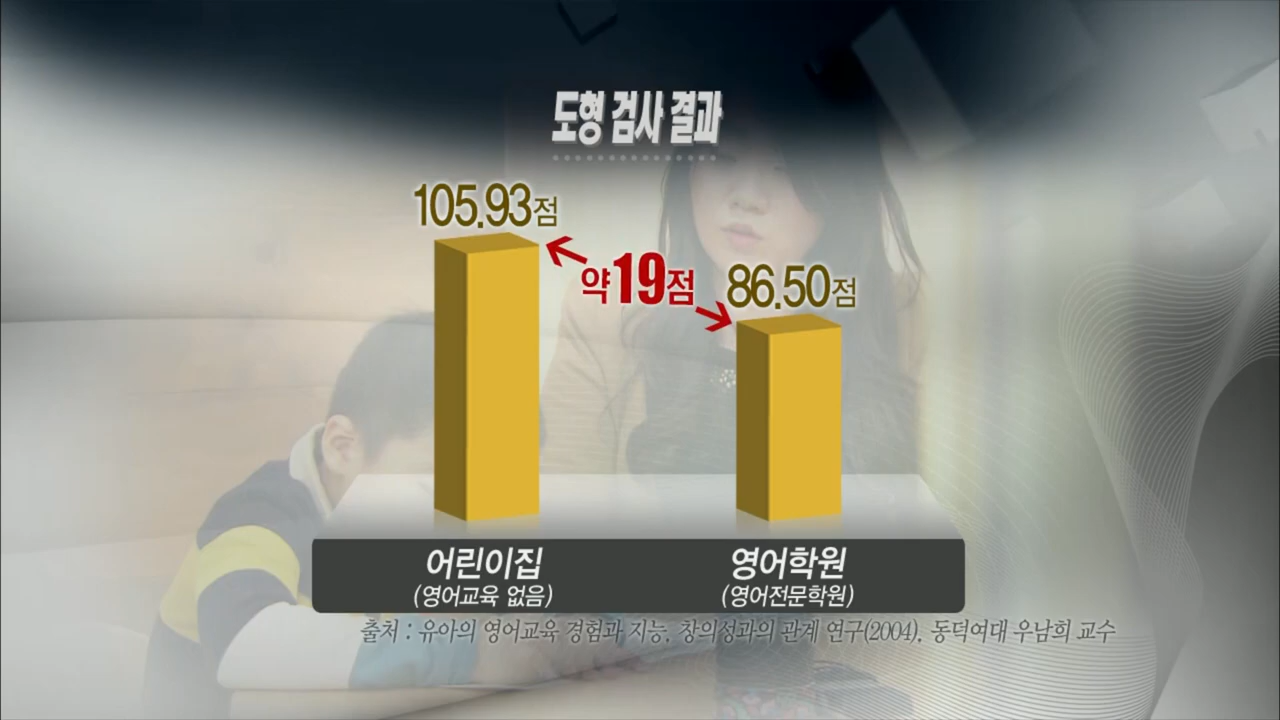 도형 검사 결과
105.93점
약 19점
86.50점
어린이집
(영어교육 없음)
영어학원
(영어전문학원)
출처 : 유아의 영어교육 경험과 지능, 창의성과의 관계 연구(2004), 동덕여대 우남희 교수